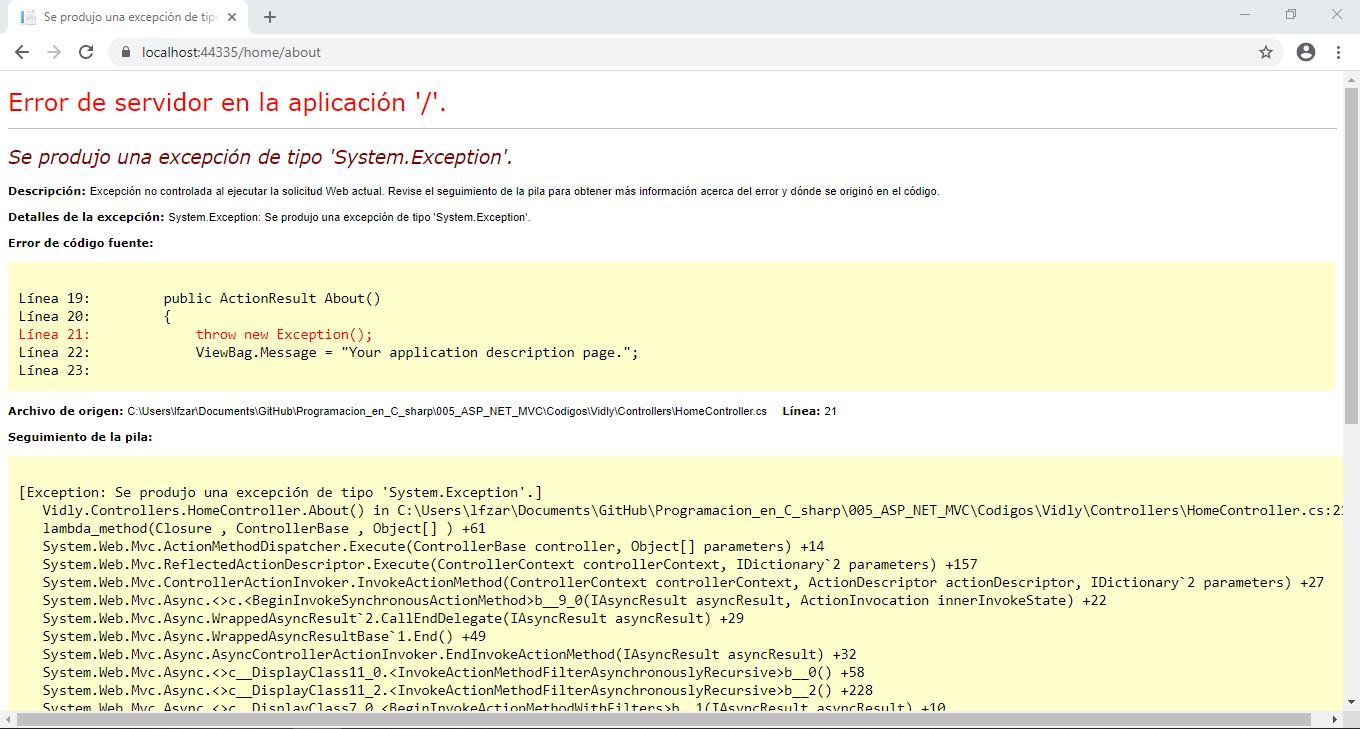 Se produjo una excepción de tipo
localhost:44335/home/about
Error de servidor en la aplicación '/'.
Se produjo una excepción de tipo 'System.Exception'.
Descripción: Excepción no controlada al ejecutar la solicitud Web actual. Revise el seguimiento de la pila para obtener más información acerca del error y dónde se originó en el código.
Detalles de la excepción: System.Exception: Se produjo una excepción de tipo 'System.Exception'.
Error de código fuente:
Línea 19:         public ActionResult About()
Línea 20:         {
Línea 21:             throw new Exception();
Línea 22:             ViewBag.Message = "Your application description page.";
Línea 23:
Archivo de origen: C:\Users\lfzar\Documents\GitHub\Programacion_en_C_sharp\005_ASP_NET_MVC\Codigos\Vidly\Controllers\HomeController.cs    Línea: 21
Seguimiento de la pila:
[Exception: Se produjo una excepción de tipo 'System.Exception'.]
Vidly.Controllers.HomeController.About() in C:\Users\lfzar\Documents\GitHub\Programacion_en_C_sharp\005_ASP_NET_MVC\Codigos\Vidly\Controllers\HomeController.cs:21
lambda_method(Closure , ControllerBase , Object[] ) +61
System.Web.Mvc.ActionMethodDispatcher.Execute(ControllerBase controller, Object[] parameters) +14
System.Web.Mvc.ReflectedActionDescriptor.Execute(ControllerContext controllerContext, IDictionary`2 parameters) +157
System.Web.Mvc.ControllerActionInvoker.InvokeActionMethod(ControllerContext controllerContext, ActionDescriptor actionDescriptor, IDictionary`2 parameters) +27
System.Web.Mvc.Async.<>c.<BeginInvokeSynchronousActionMethod>b__9_0(IAsyncResult asyncResult, ActionInvocation innerInvokeState) +22
System.Web.Mvc.Async.WrappedAsyncResult`2.CallEndDelegate(IAsyncResult asyncResult) +29
System.Web.Mvc.Async.WrappedAsyncResultBase`1.End() +49
System.Web.Mvc.Async.AsyncControllerActionInvoker.EndInvokeActionMethod(IAsyncResult asyncResult) +32
System.Web.Mvc.Async.<>c__DisplayClass11_0.<InvokeActionMethodFilterAsynchronouslyRecursive>b__0() +58
System.Web.Mvc.Async.<>c__DisplayClass11_2.<InvokeActionMethodFilterAsynchronouslyRecursive>b__2() +228
System.Web.Mvc.Async.<>c__DisplayClass7_0.<BeginInvokeActionMethodWithFilters>b__1(IAsyncResult asyncResult) +10